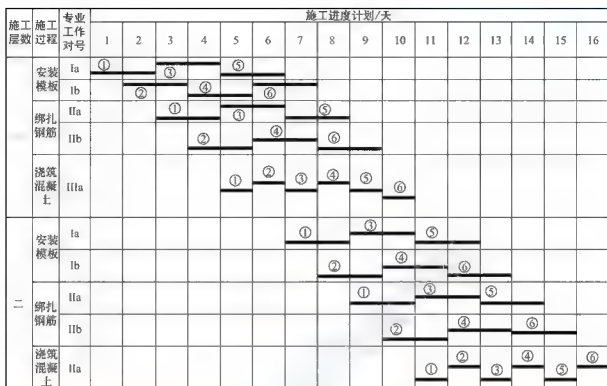 施工层数 施工过程 专业工作对号 施工进度计划/天
1 2 3 4 5 6 7 8 9 10 11 12 13 14 15 16
一 安装模板 Ia ① ③ ⑤
Ib ② ④ ⑥
绑扎钢筋 IIa ① ③ ⑤
IIb ② ④ ⑥
浇筑混凝土 IIIa ① ② ③ ④ ⑤ ⑥
二 安装模板 Ia ① ③ ⑤
Ib ② ④ ⑥
绑扎钢筋 IIa ① ③ ⑤
IIb ② ④ ⑥
浇筑混凝土 IIa ① ② ③ ④ ⑤ ⑥